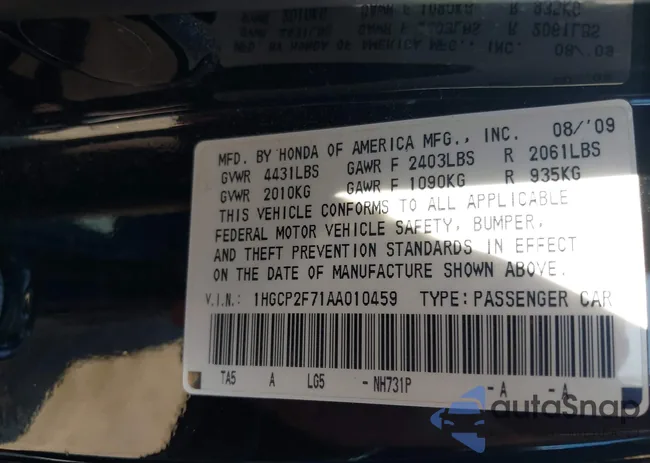 MFD. BY HONDA OF AMERICA MFG., INC. 08/'09
GVWR 4431LBS GAWR F 2403LBS R 2061LBS
GVWR 2010KG GAWR F 1090KG R 935KG
THIS VEHICLE CONFORMS TO ALL APPLICABLE
FEDERAL MOTOR VEHICLE SAFETY, BUMPER,
AND THEFT PREVENTION STANDARDS IN EFFECT
ON THE DATE OF MANUFACTURE SHOWN ABOVE.
V.I.N.: 1HGCP2F71AA010459 TYPE: PASSENGER CAR
TA5 A LG5 -NH731P -A -A
autoSnap